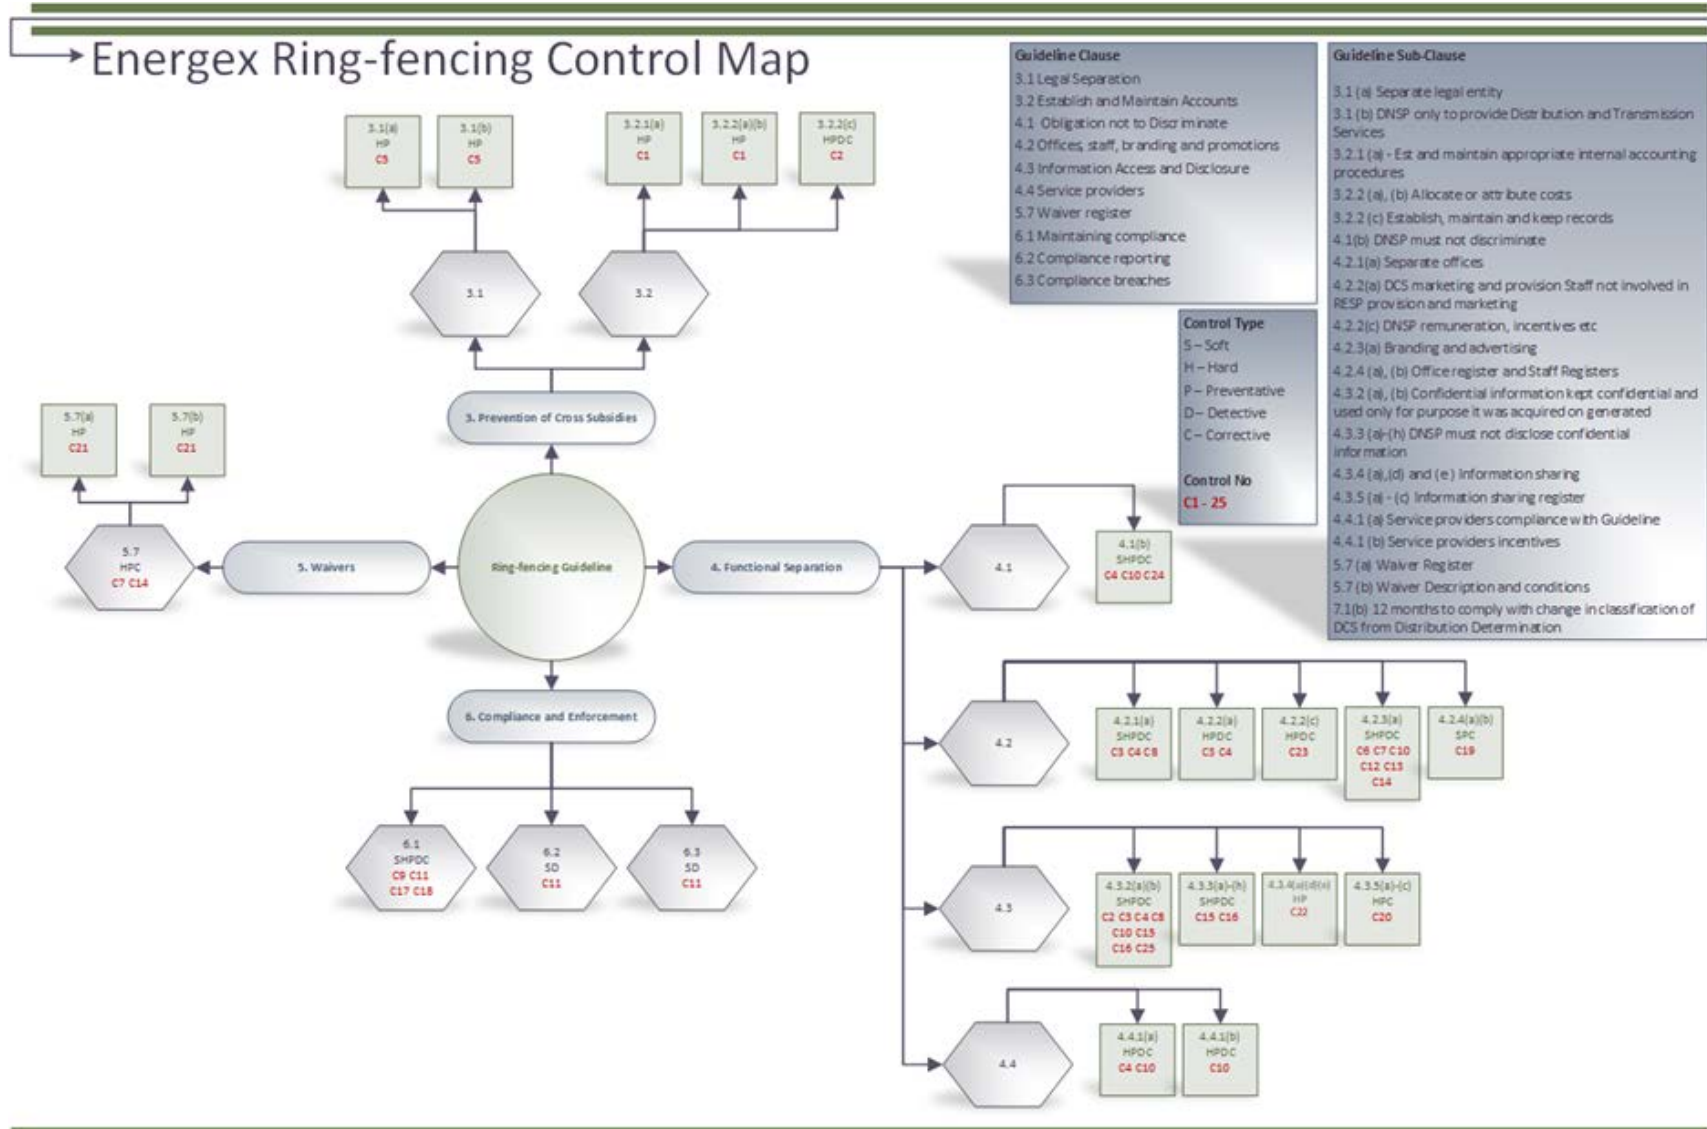 Energex Ring-fencing Control Map
Guideline Clause
3.1 Legal Separation
3.2 Establish and Maintain Accounts
4.1 Obligation not to Discriminate
4.2 Offices, staff, branding and promotions
4.3 Information Access and Disclosure
4.4 Service providers
5.7 Waiver register
6.1 Maintaining compliance
6.2 Compliance reporting
6.3 Compliance breaches
Guideline Sub-Clause
3.1 (a) Separate legal entity
3.1 (b) DNSP only to provide Distribution and Transmission
Services
3.2.1 (a) - Est and maintain appropriate internal accounting
procedures
3.2.2 (a), (b) Allocate or attribute costs
3.2.2 (c) Establish, maintain and keep records
4.1(b) DNSP must not discriminate
4.2.1(a) Separate offices
4.2.2(a) DCS marketing and provision Staff not involved in
RESP provision and marketing
4.2.2(c) DNSP remuneration, incentives etc
4.2.3(a) Branding and advertising
4.2.4 (a), (b) Office register and Staff Registers
4.3.2 (a), (b) Confidential information kept confidential and
used only for purpose it was acquired on generated
4.3.3 (a)-(h) DNSP must not disclose confidential
information
4.3.4 (a),(d) and (e) Information sharing
4.3.5 (a) - (c) Information sharing register
4.4.1 (a) Service providers compliance with Guideline
4.4.1 (b) Service providers incentives
5.7 (a) Waiver Register
5.7 (b) Waiver Description and conditions
7.1(b) 12 months to comply with change in classification of
DCS from Distribution Determination
Control Type
S – Soft
H – Hard
P – Preventative
D – Detective
C – Corrective
Control No
C1 - 25
3.1(a)
HP
C5
3.1(b)
HP
C5
3.2.1(a)
HP
C1
3.2.2(a)(b)
HP
C1
3.2.2(c)
HPDC
C2
3.1
3.2
3. Prevention of Cross Subsidies
5.7(a)
HP
C21
5.7(b)
HP
C21
5.7
HPC
C7 C14
5. Waivers
Ring-fencing Guideline
4. Functional Separation
4.1
4.1(b)
SHPDC
C4 C10 C24
6. Compliance and Enforcement
6.1
SHPDC
C9 C11
C17 C18
6.2
SD
C11
6.3
SD
C11
4.2
4.2.1(a)
SHPDC
C3 C4 C8
4.2.2(a)
HPDC
C3 C4
4.2.2(c)
HPDC
C23
4.2.3(a)
SHPDC
C6 C7 C10
C12 C13
C14
4.2.4(a)(b)
SPC
C19
4.3
4.3.2(a)(b)
SHPDC
C2 C3 C4 C8
C10 C15
C16 C25
4.3.3(a)-(h)
SHPDC
C15 C16
4.3.4(a)(d)(e)
HP
C22
4.3.5(a)-(c)
HPC
C20
4.4
4.4.1(a)
HPDC
C4 C10
4.4.1(b)
HPDC
C10